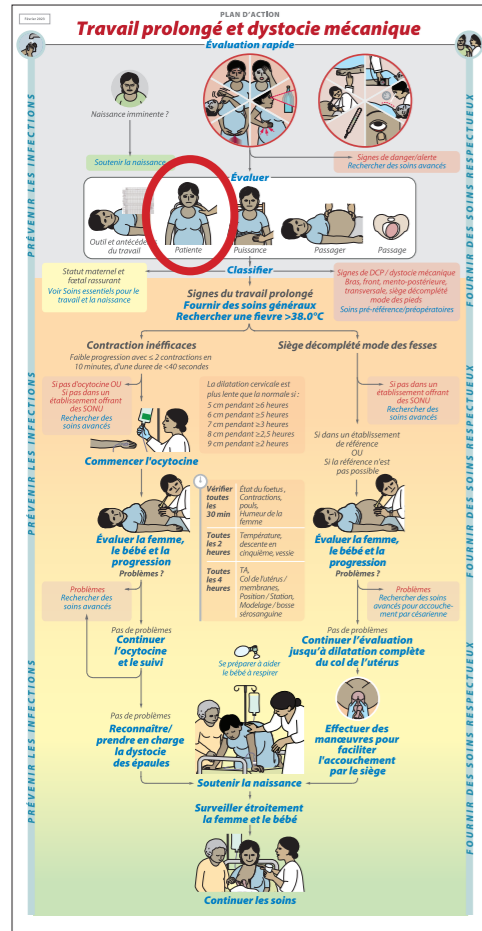 Février 2023
PLAN D'ACTION
Travail prolongé et dystocie mécanique
Évaluation rapide
Naissance imminente ?
Soutenir la naissance
Signes de danger/alerte
Rechercher des soins avancés
Évaluer
Outil et antécédents
du travail
Patiente
Puissance
Passager
Passage
Statut maternel et
fœtal rassurant
Voir Soins essentiels pour le
travail et la naissance
Classifier
Signes de DCP / dystocie mécanique
Bras, front, mento-postérieure,
transversale, siège décomplété
mode des pieds
Soins pré-référence/préopératoires
Signes du travail prolongé
Fournir des soins généraux
Rechercher une fievre >38.0°C
Contraction inéfficaces
Faible progression avec ≤ 2 contractions en
10 minutes, d'une durée de <40 secondes
Siège décomplété mode des fesses
Si pas d'ocytocine OU
Si pas dans un
établissement offrant
des SONU
Rechercher des
soins avancés
La dilatation cervicale est
plus lente que la normale si :
5 cm pendant ≥6 heures
6 cm pendant ≥5 heures
7 cm pendant ≥3 heures
8 cm pendant ≥2,5 heures
9 cm pendant ≥2 heures
Si pas dans un
établissement offrant
des SONU
Rechercher des
soins avancés
Commencer l'ocytocine
Si dans un établissement
de référence
OU
Si la référence n'est
pas possible
Vérifier
toutes
les
30 min
État du foetus ,
Contractions,
pouls,
Humeur de la
femme
Toutes
les 2
heures
Température,
descente en
cinquième, vessie
Toutes
les 4
heures
TA,
Col de l'utérus /
membranes,
Position / Station,
Modelage / bosse
sérosanguine
Évaluer la femme,
le bébé et la
progression
Problèmes ?
Évaluer la femme,
le bébé et la
progression
Problèmes ?
Problèmes
Rechercher des
soins avancés
Problèmes
Rechercher des soins
avancés pour accouche-
ment par césarienne
Pas de problèmes
Continuer
l'ocytocine
et le suivi
Se préparer à aider
le bébé à respirer
Pas de problèmes
Continuer l'évaluation
jusqu'à dilatation complète
du col de l'utérus
Pas de problèmes
Reconnaître/
prendre en charge
la dystocie
des épaules
Effectuer des
manœuvres pour
faciliter
l'accouchement
par le siège
Soutenir la naissance
Surveiller étroitement
la femme et le bébé
Continuer les soins
PRÉVENIR LES INFECTIONS
PRÉVENIR LES INFECTIONS
PRÉVENIR LES INFECTIONS
FOURNIR DES SOINS RESPECTUEUX
FOURNIR DES SOINS RESPECTUEUX
FOURNIR DES SOINS RESPECTUEUX